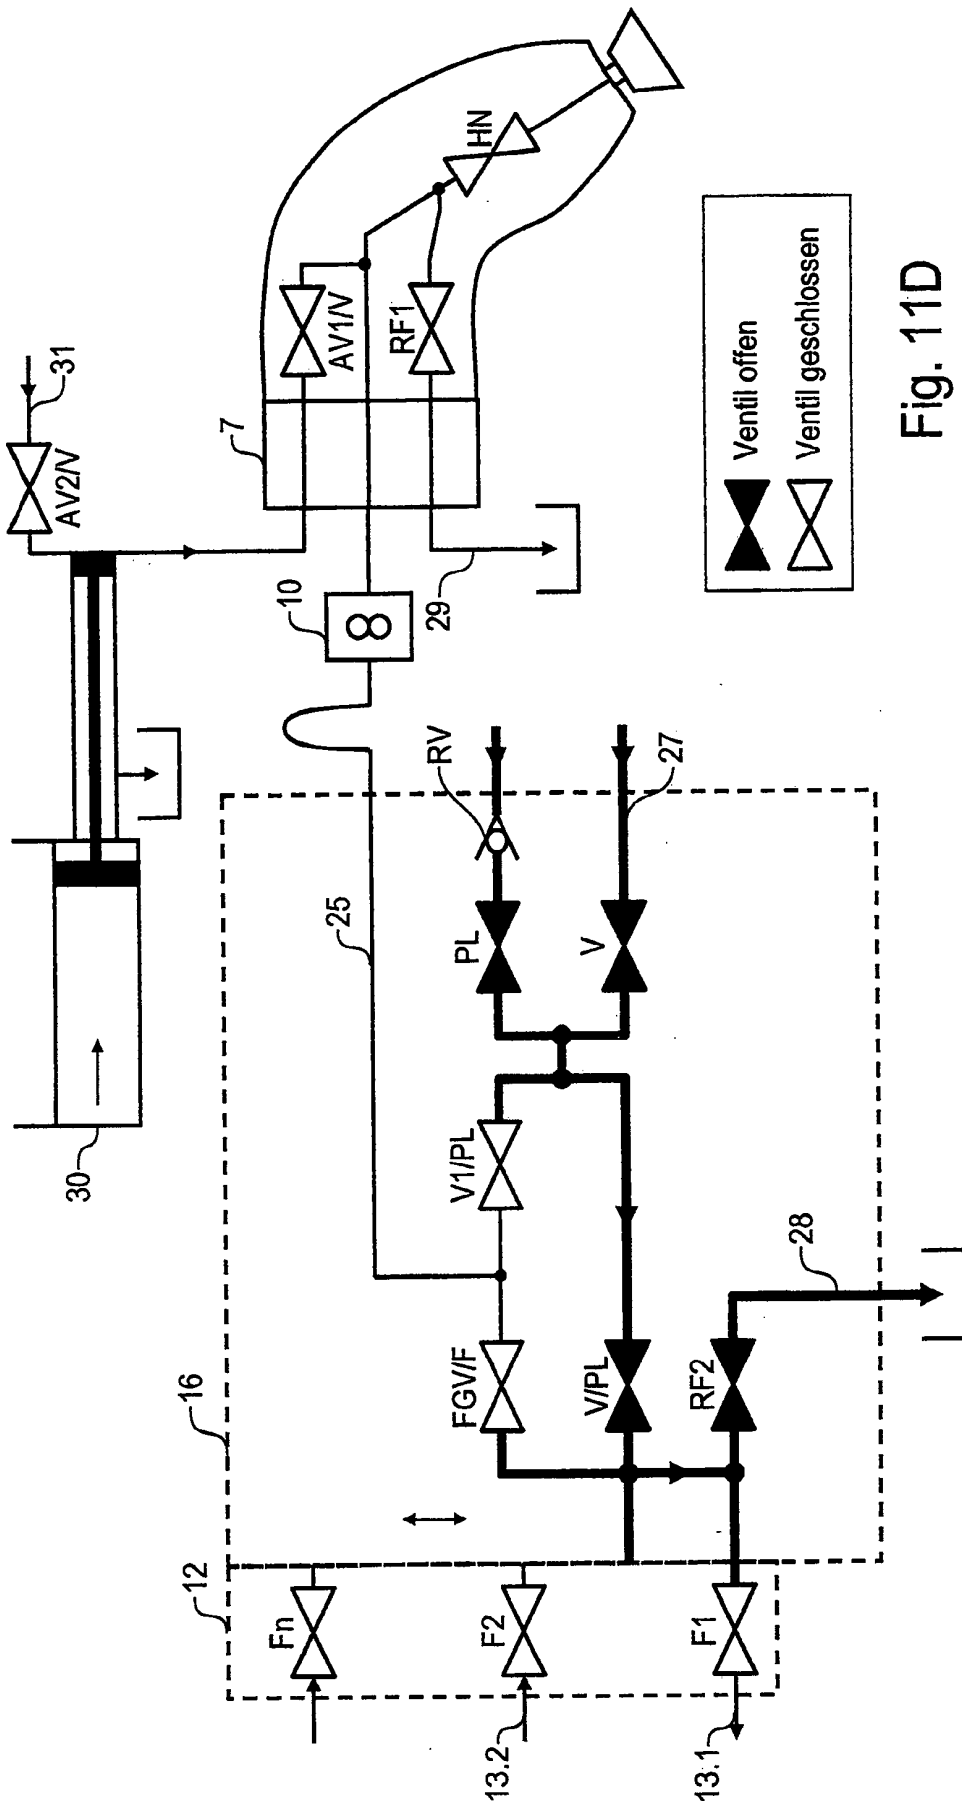 31
AV2/V
30
7
HN
AV1/V
RF1
10
29
RV
27
25
PL
V
V1/PL
28
16
FGV/F
V/PL
RF2
12
Fn
F2
F1
13.2
13.1
Ventil offen
Ventil geschlossen
Fig. 11D